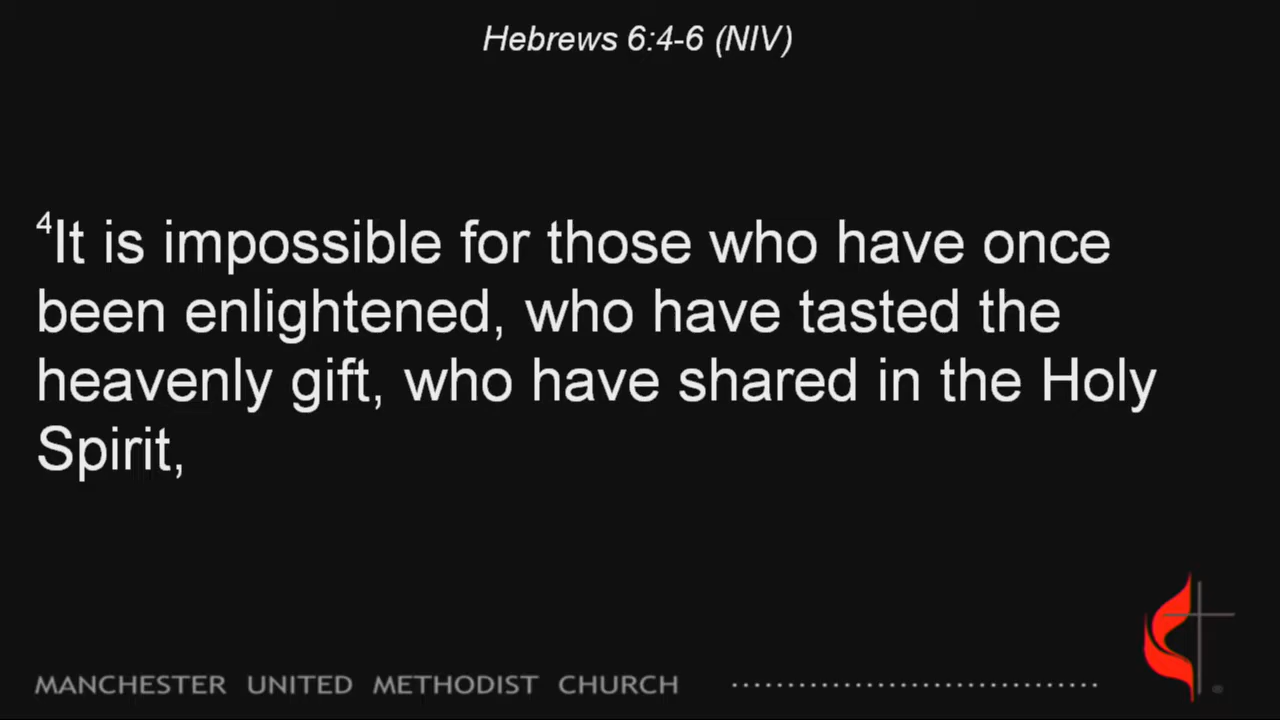 Hebrews 6:4-6 (NIV)
⁴It is impossible for those who have once
been enlightened, who have tasted the
heavenly gift, who have shared in the Holy
Spirit,
MANCHESTER UNITED METHODIST CHURCH